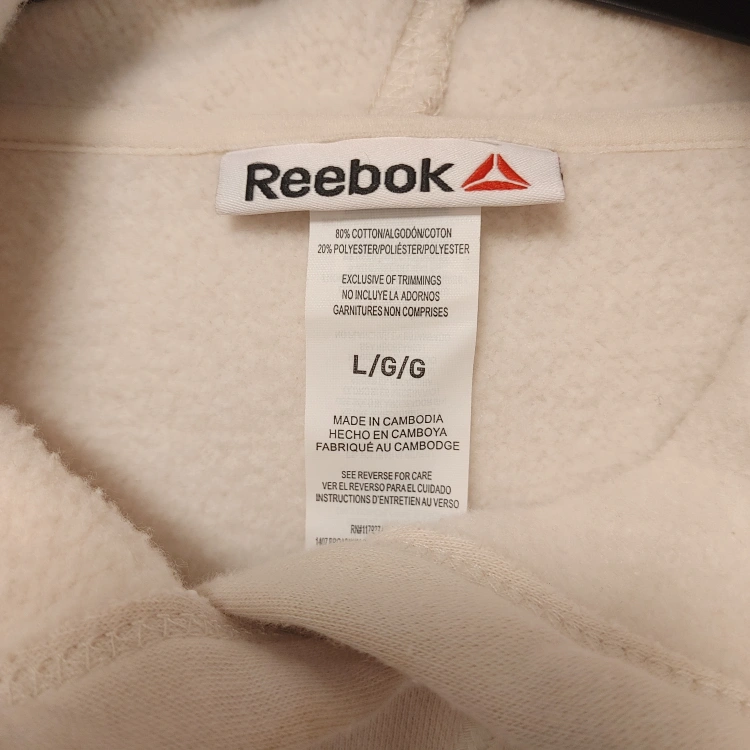 Reebok
80% COTTON/ALGODÓN/COTON
20% POLYESTER/POLIÉSTER/POLYESTER
EXCLUSIVE OF TRIMMINGS
NO INCLUYE LA ADORNOS
GARNITURES NON COMPRISES
L/G/G
MADE IN CAMBODIA
HECHO EN CAMBOYA
FABRIQUÉ AU CAMBODGE
SEE REVERSE FOR CARE
VER EL REVERSO PARA EL CUIDADO
INSTRUCTIONS D'ENTRETIEN AU VERSO